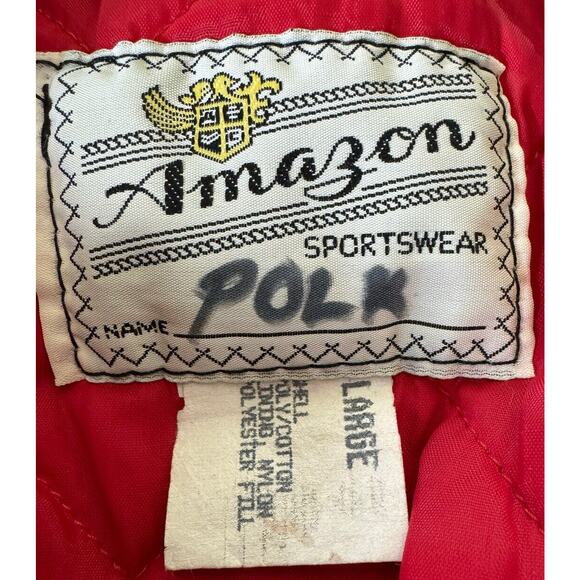 Amazon
SPORTSWEAR
POLK
NAME
LARGE
SHELL
POLY/COTTON
LINING NYLON
POLYESTER FILL